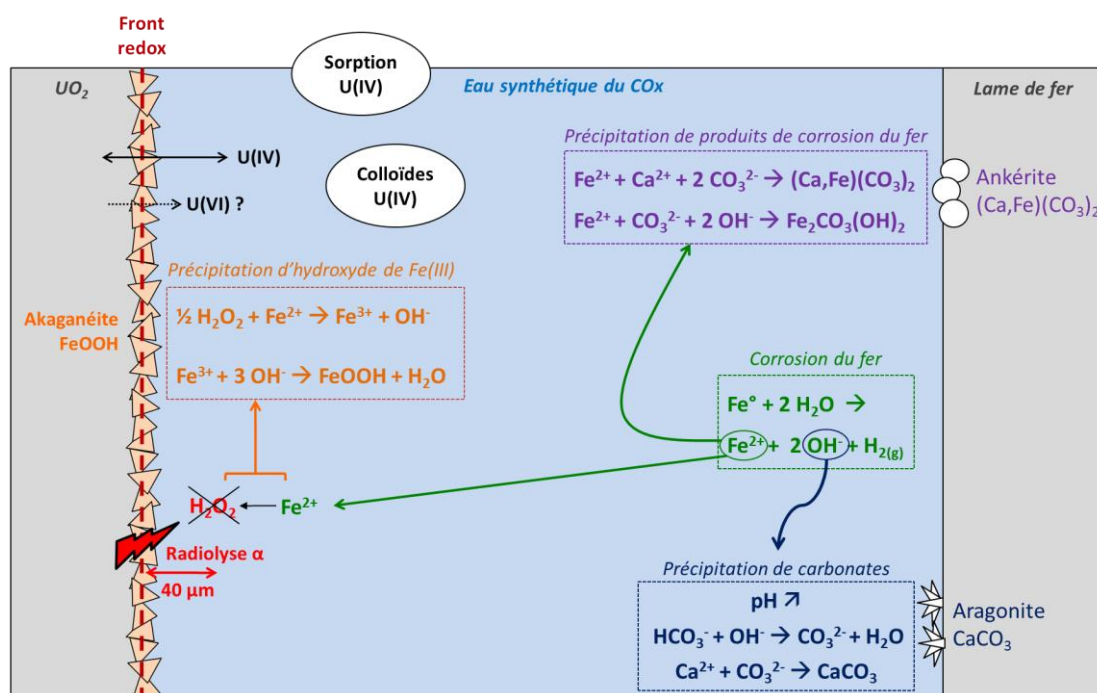 Front
redox
UO₂
Sorption
U(IV)
Eau synthétique du COx
Lame de fer
U(IV)
U(VI) ?
Colloïdes
U(IV)
Précipitation de produits de corrosion du fer
Fe²⁺ + Ca²⁺ + 2 CO₃²⁻ → (Ca,Fe)(CO₃)₂
Fe²⁺ + CO₃²⁻ + 2 OH⁻ → Fe₂CO₃(OH)₂
Ankérite
(Ca,Fe)(CO₃)₂
Précipitation d'hydroxyde de Fe(III)
½ H₂O₂ + Fe²⁺ → Fe³⁺ + OH⁻
Fe³⁺ + 3 OH⁻ → FeOOH + H₂O
Akaganéite
FeOOH
Corrosion du fer
Fe° + 2 H₂O →
Fe²⁺ + 2 OH⁻ + H₂(g)
H₂O₂ Fe²⁺
Radiolyse α
40 µm
Précipitation de carbonates
pH ↗
HCO₃⁻ + OH⁻ → CO₃²⁻ + H₂O
Ca²⁺ + CO₃²⁻ → CaCO₃
Aragonite
CaCO₃